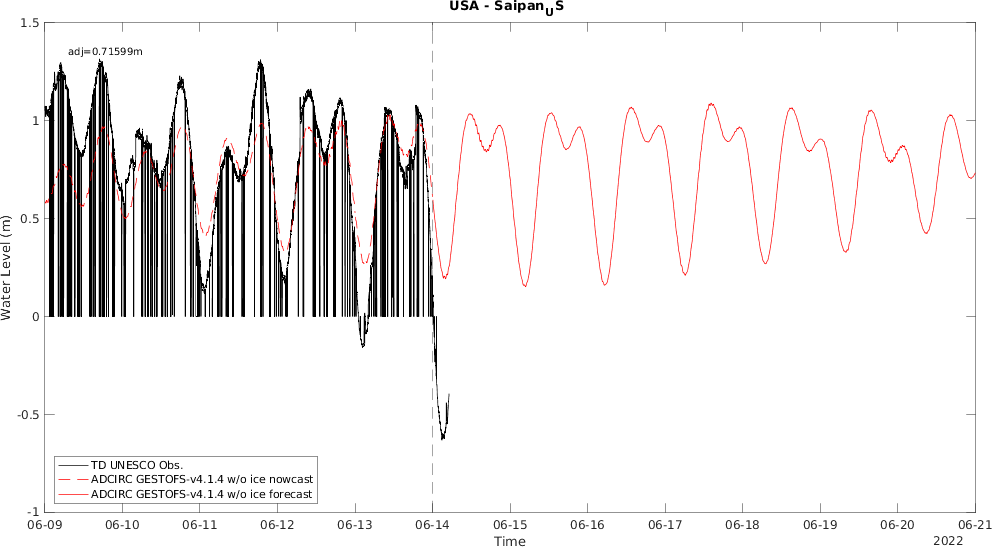 USA - Saipan_US
adj=0.71599m
Water Level (m)
1.5
1
0.5
0
-0.5
-1
TD UNESCO Obs.
ADCIRC GESTOFS-v4.1.4 w/o ice nowcast
ADCIRC GESTOFS-v4.1.4 w/o ice forecast
06-09 06-10 06-11 06-12 06-13 06-14 06-15 06-16 06-17 06-18 06-19 06-20 06-21
Time
2022